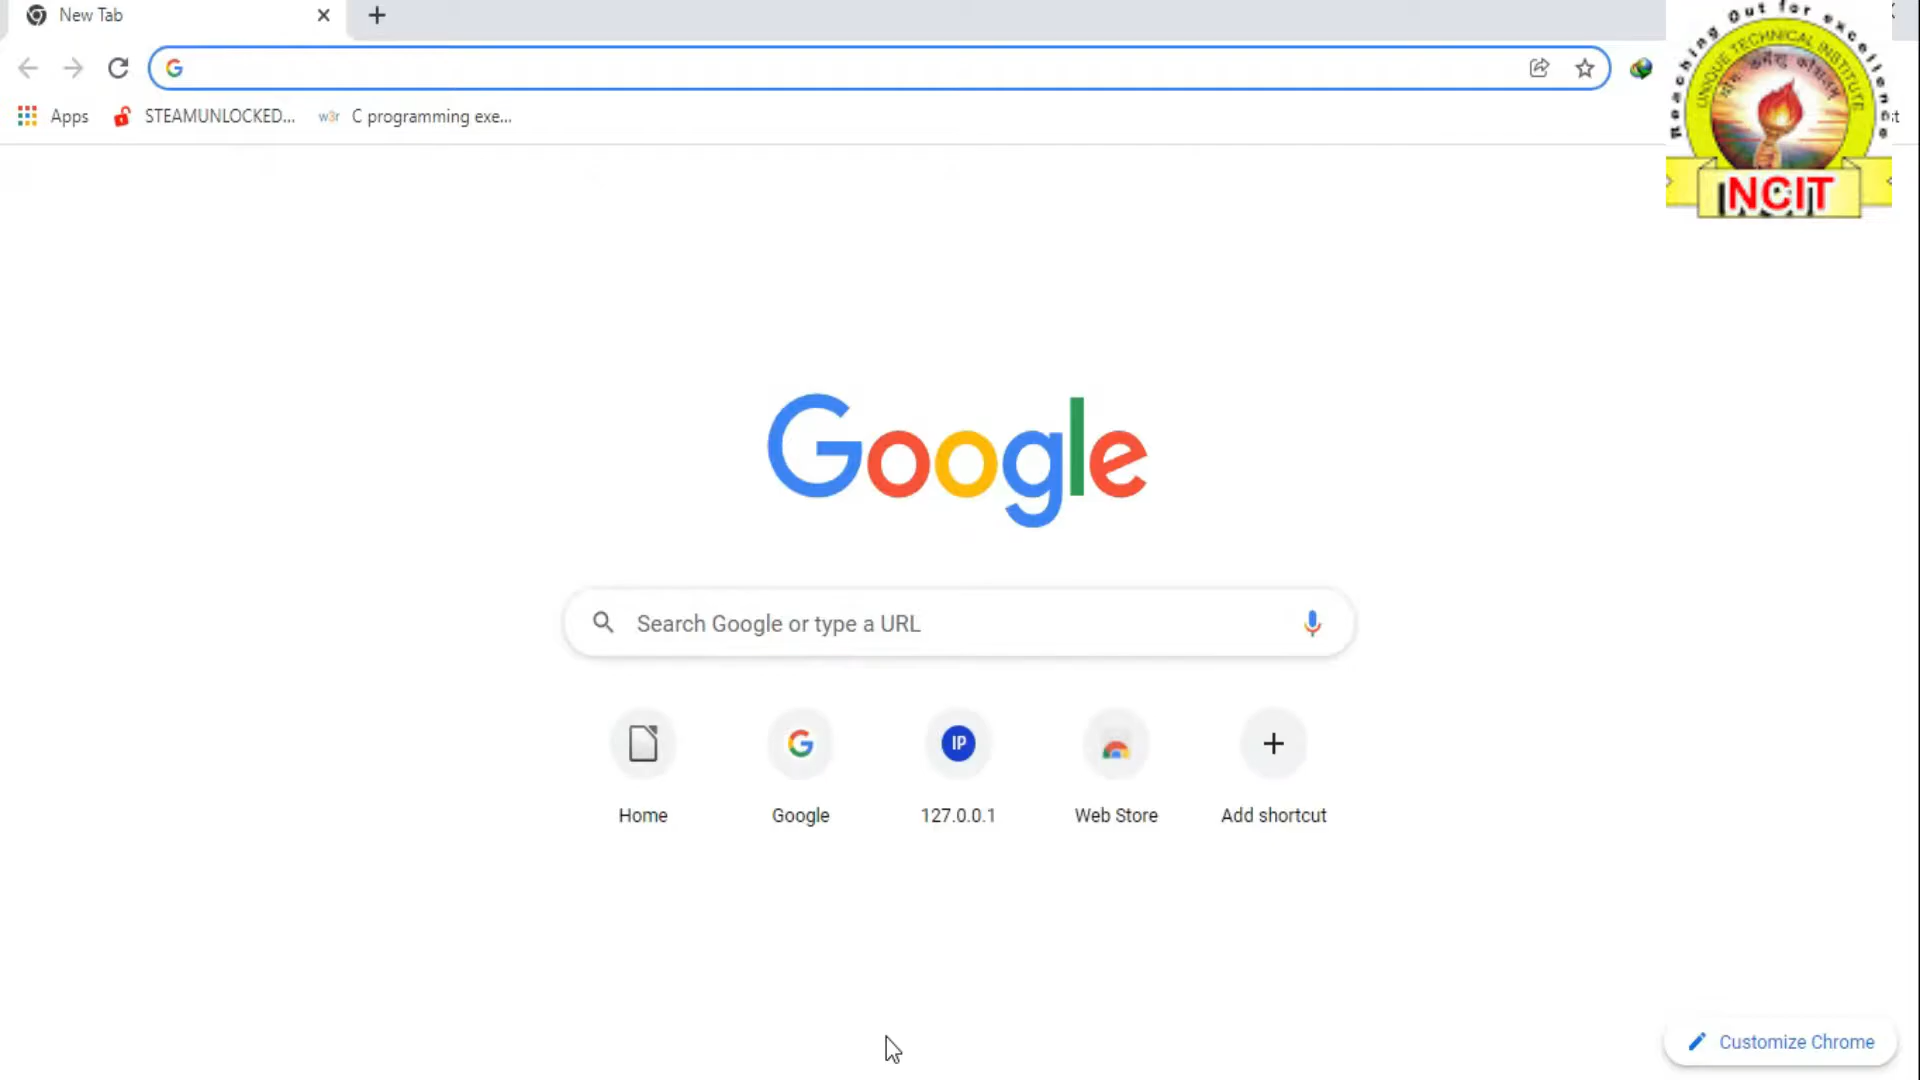 New Tab
Apps
STEAMUNLOCKED...
w3r
C programming exe...
Reaching Out for excellence
UNIQUE TECHNICAL INSTITUTE
NCIT
Google
Search Google or type a URL
IP
Home
Google
127.0.0.1
Web Store
Add shortcut
Customize Chrome